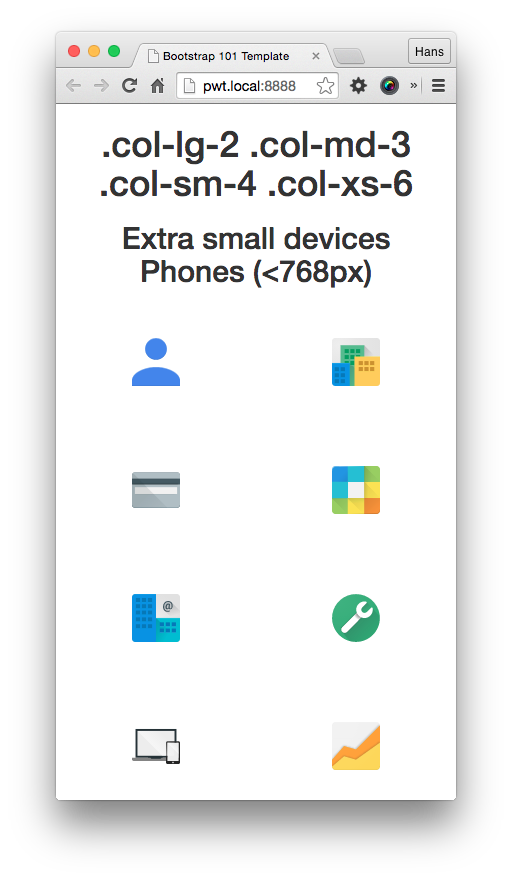 Bootstrap 101 Template
Hans
pwt.local:8888
»
.col-lg-2 .col-md-3
.col-sm-4 .col-xs-6
Extra small devices
Phones (<768px)
@